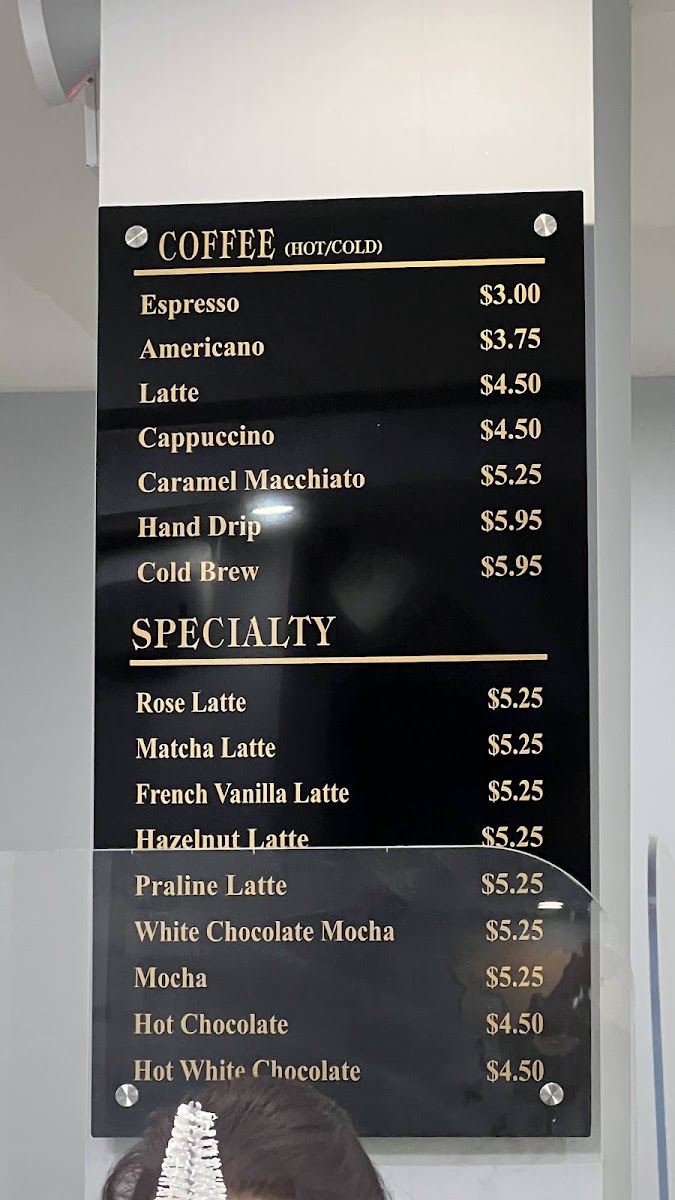 COFFEE (HOT/COLD)
Espresso $3.00
Americano $3.75
Latte $4.50
Cappuccino $4.50
Caramel Macchiato $5.25
Hand Drip $5.95
Cold Brew $5.95
SPECIALTY
Rose Latte $5.25
Matcha Latte $5.25
French Vanilla Latte $5.25
Hazelnut Latte $5.25
Praline Latte $5.25
White Chocolate Mocha $5.25
Mocha $5.25
Hot Chocolate $4.50
Hot White Chocolate $4.50